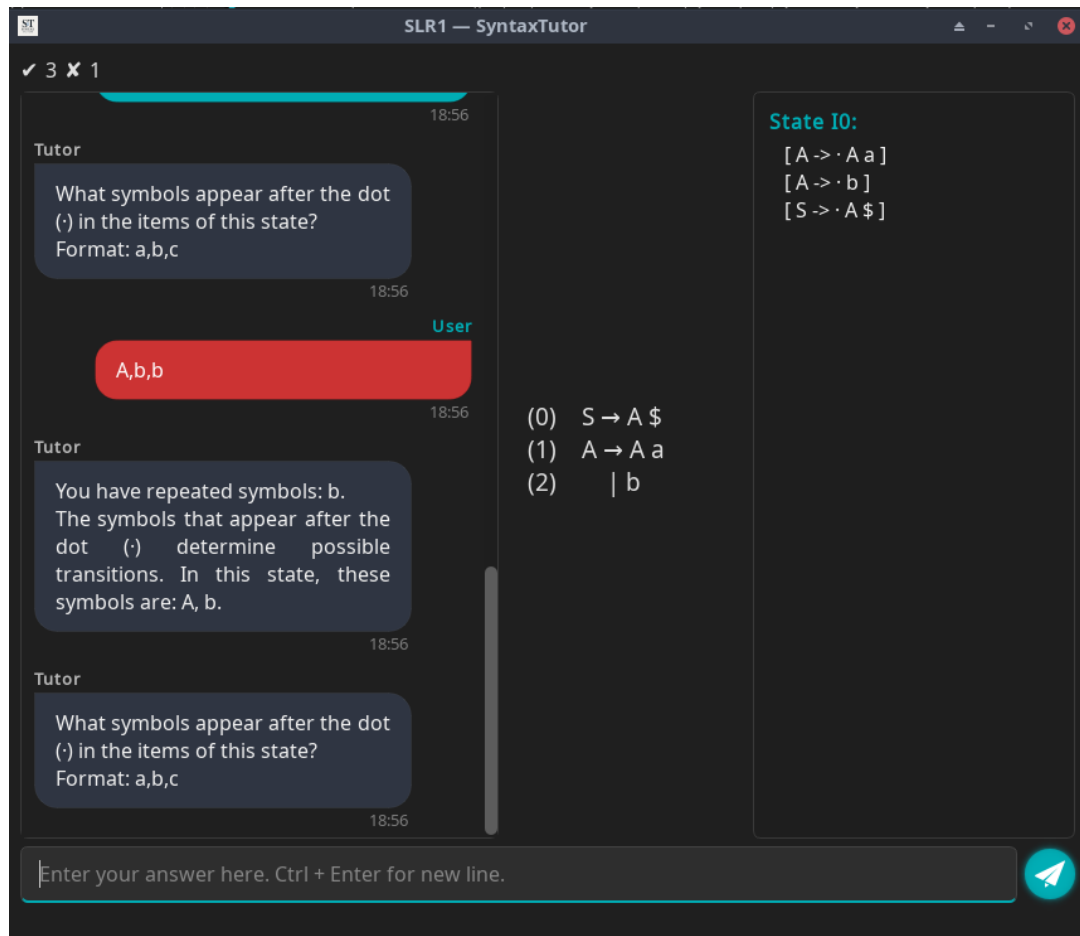 ST
SLR1 — SyntaxTutor
✔ 3 ✘ 1
18:56
Tutor
What symbols appear after the dot
(·) in the items of this state?
Format: a,b,c
18:56
User
A,b,b
18:56
Tutor
You have repeated symbols: b.
The symbols that appear after the
dot (·) determine possible
transitions. In this state, these
symbols are: A, b.
18:56
Tutor
What symbols appear after the dot
(·) in the items of this state?
Format: a,b,c
18:56
(0) S → A $
(1) A → A a
(2) | b
State I0:
[ A -> · A a ]
[ A -> · b ]
[ S -> · A $ ]
Enter your answer here. Ctrl + Enter for new line.